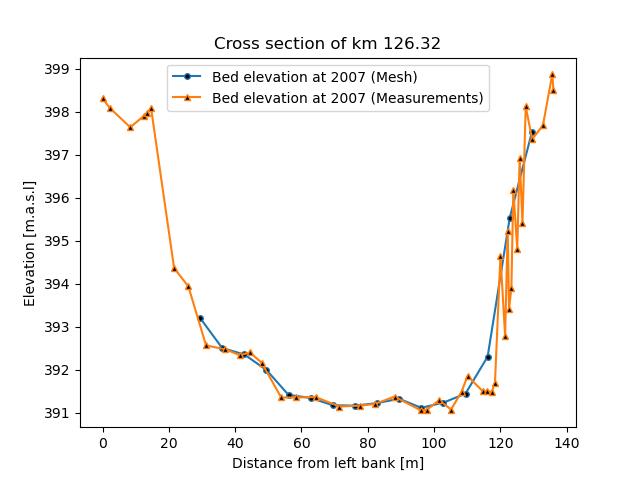 Cross section of km 126.32
Bed elevation at 2007 (Mesh)
Bed elevation at 2007 (Measurements)
399
398
397
396
395
394
393
392
391
Elevation [m.a.s.l]
0 20 40 60 80 100 120 140
Distance from left bank [m]